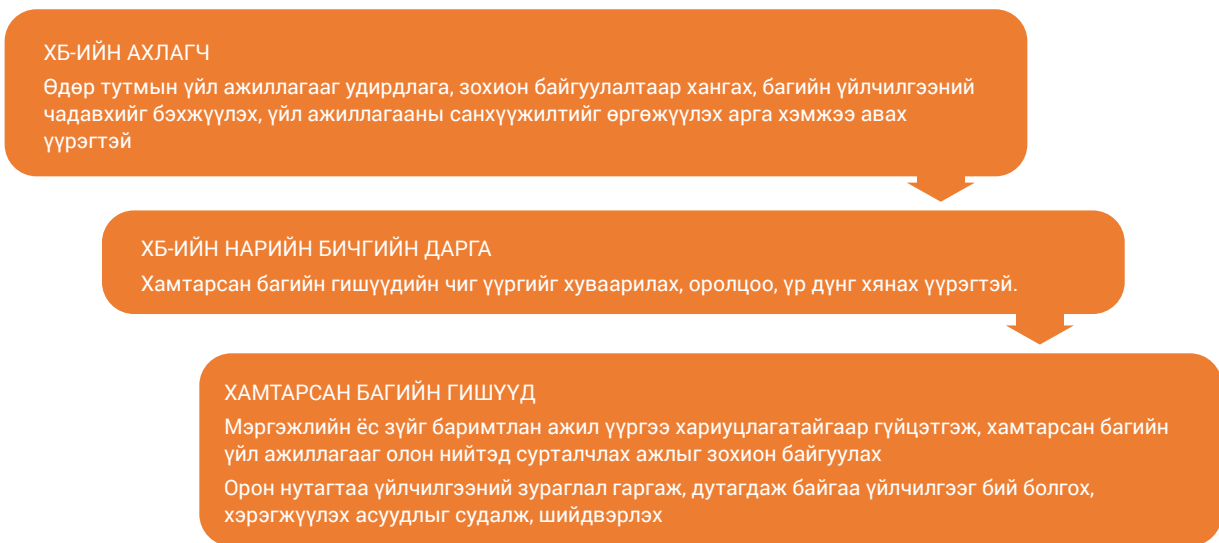 ХБ-ИЙН АХЛАГЧ
Өдөр тутмын үйл ажиллагааг удирдлага, зохион байгуулалтаар хангах, багийн үйлчилгээний
чадавхийг бэхжүүлэх, үйл ажиллагааны санхүүжилтийг өргөжүүлэх арга хэмжээ авах
үүрэгтэй
ХБ-ИЙН НАРИЙН БИЧГИЙН ДАРГА
Хамтарсан багийн гишүүдийн чиг үүргийг хуваарилах, оролцоо, үр дүнг хянах үүрэгтэй.
ХАМТАРСАН БАГИЙН ГИШҮҮД
Мэргэжлийн ёс зүйг баримтлан ажил үүргээ хариуцлагатайгаар гүйцэтгэж, хамтарсан багийн
үйл ажиллагааг олон нийтэд сурталчлах ажлыг зохион байгуулах
Орон нутагтаа үйлчилгээний зураглал гаргаж, дутагдаж байгаа үйлчилгээг бий болгох,
хэрэгжүүлэх асуудлыг судалж, шийдвэрлэх